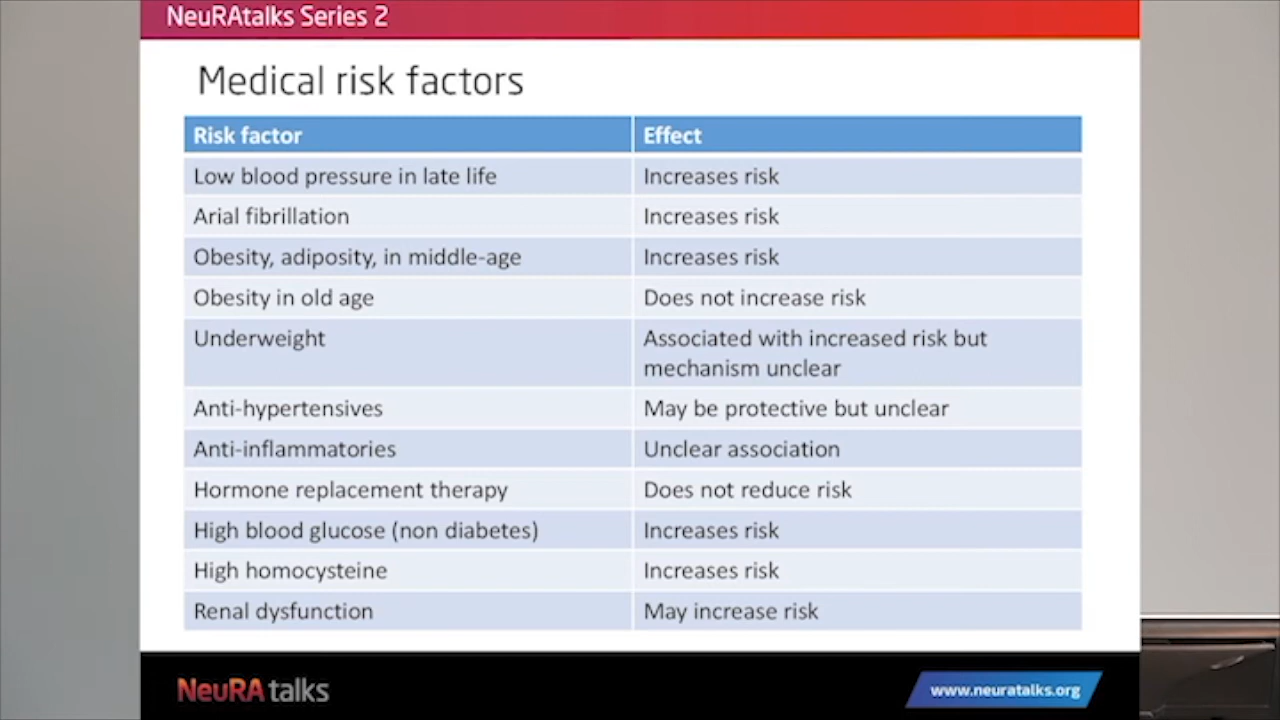 NeuRAtalks Series 2
Medical risk factors
Risk factor Effect
Low blood pressure in late life Increases risk
Arial fibrillation Increases risk
Obesity, adiposity, in middle-age Increases risk
Obesity in old age Does not increase risk
Underweight Associated with increased risk but
mechanism unclear
Anti-hypertensives May be protective but unclear
Anti-inflammatories Unclear association
Hormone replacement therapy Does not reduce risk
High blood glucose (non diabetes) Increases risk
High homocysteine Increases risk
Renal dysfunction May increase risk
NeuRA talks www.neuratalks.org